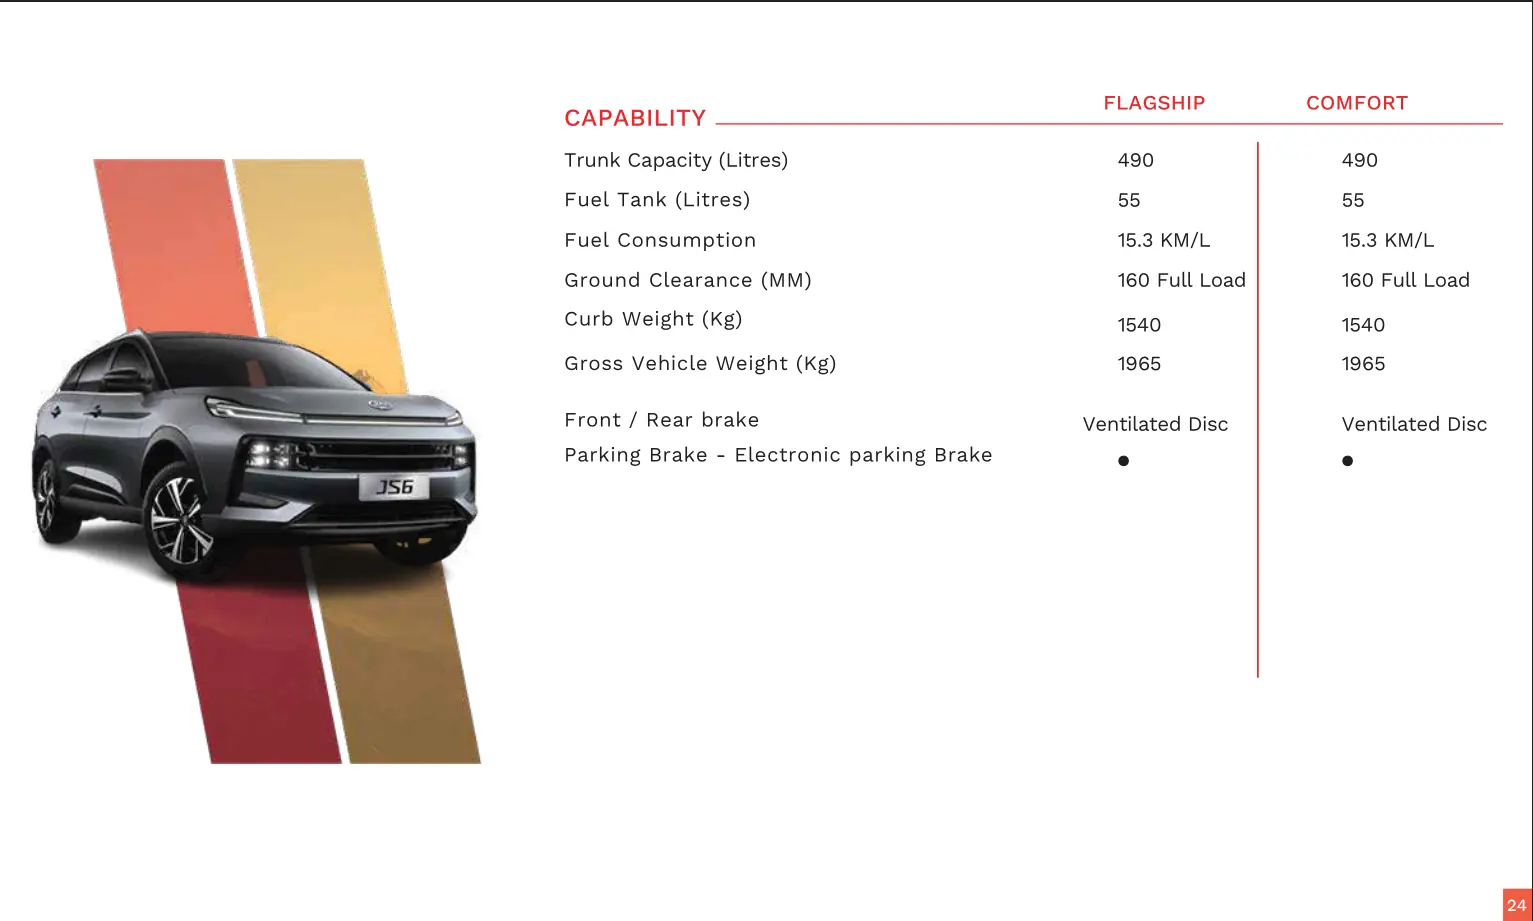 FLAGSHIP COMFORT
CAPABILITY
Trunk Capacity (Litres) 490 490
Fuel Tank (Litres) 55 55
Fuel Consumption 15.3 KM/L 15.3 KM/L
Ground Clearance (MM) 160 Full Load 160 Full Load
Curb Weight (Kg) 1540 1540
Gross Vehicle Weight (Kg) 1965 1965
Front / Rear brake Ventilated Disc Ventilated Disc
Parking Brake - Electronic parking Brake ● ●
JS6
24